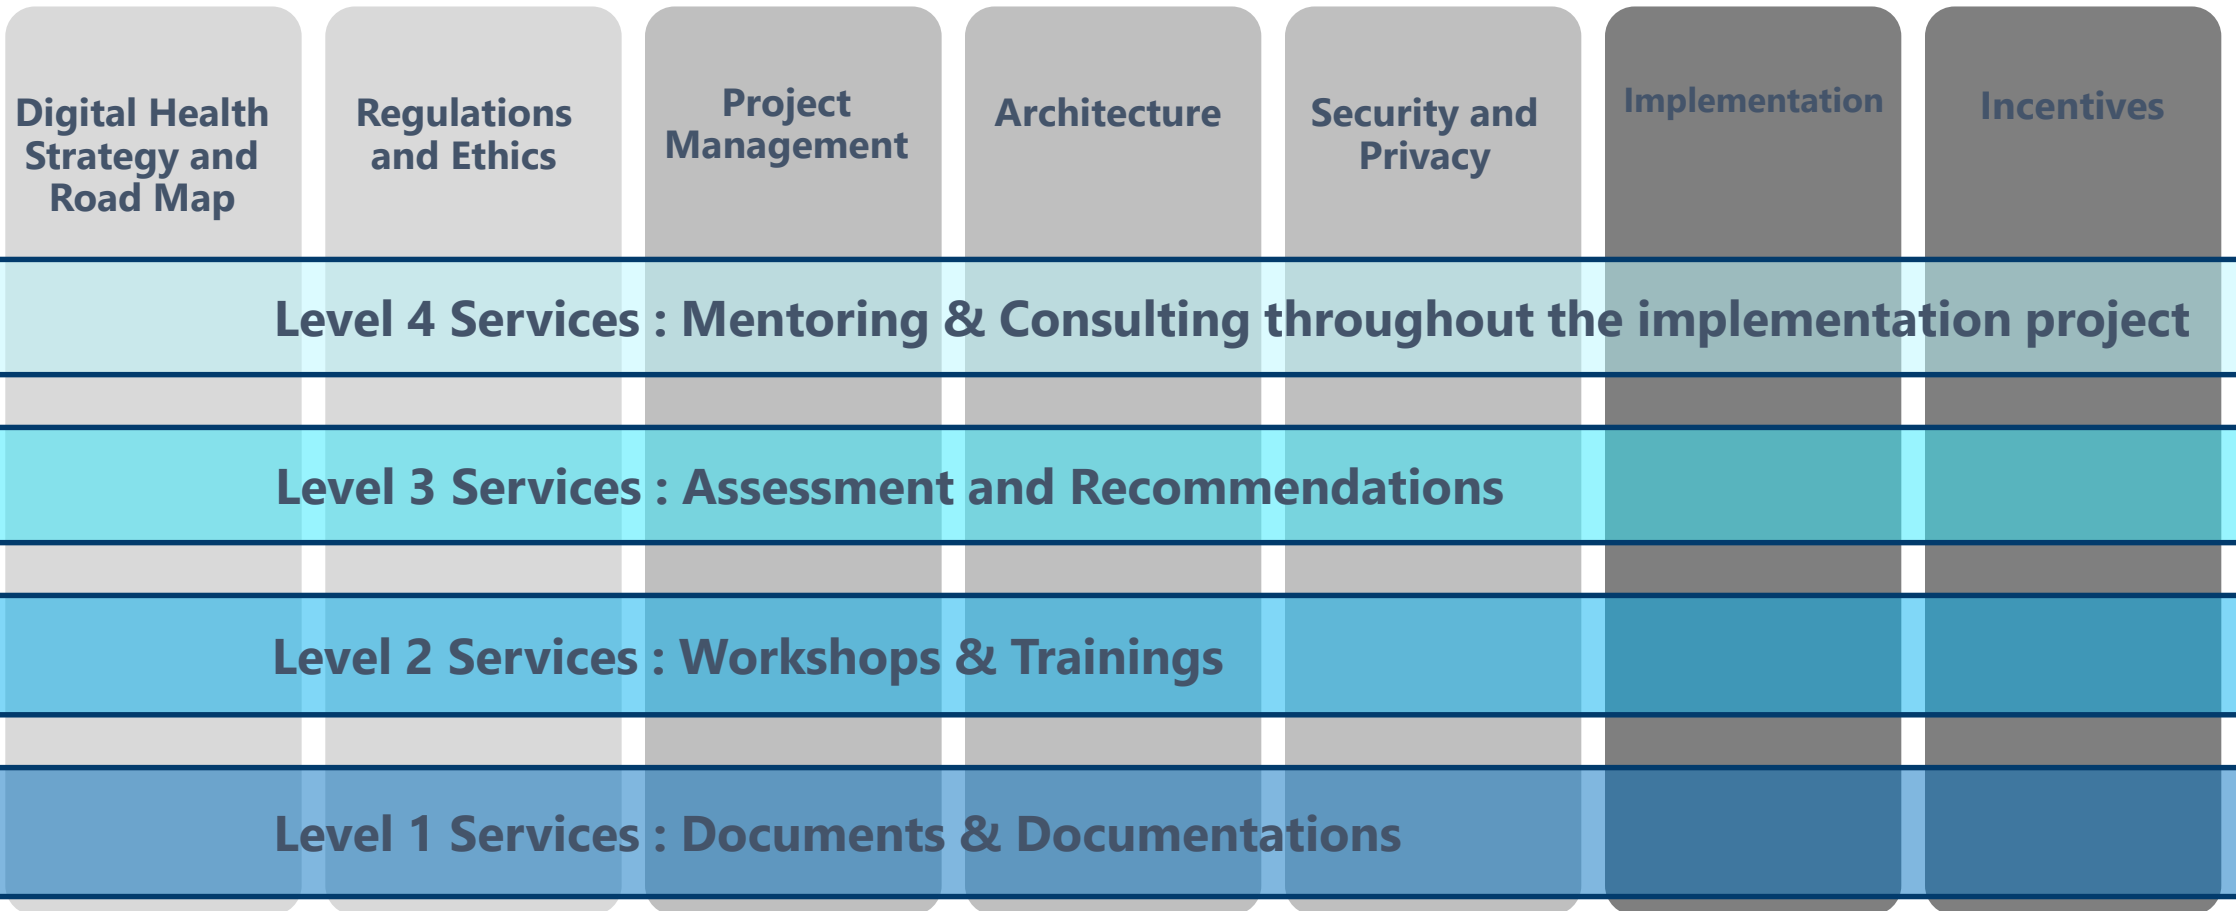 Digital Health
Strategy and
Road Map
Regulations
and Ethics
Project
Management
Architecture
Security and
Privacy
Implementation
Incentives
Level 4 Services : Mentoring & Consulting throughout the implementation project
Level 3 Services : Assessment and Recommendations
Level 2 Services : Workshops & Trainings
Level 1 Services : Documents & Documentations